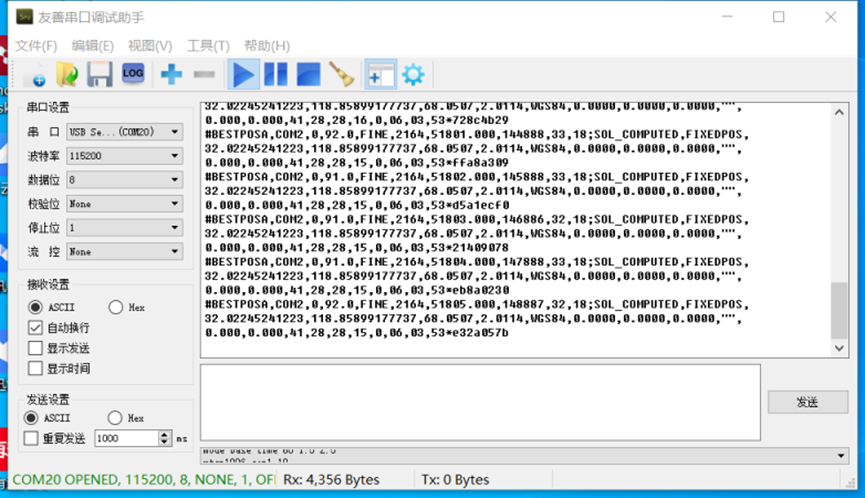 友善串口调试助手
文件(F) 编辑(E) 视图(V) 工具(T) 帮助(H)
LOG
串口设置
串 口 USB Se...(COM20)
波特率 115200
数据位 8
校验位 None
停止位 1
流 控 None
接收设置
ASCII Hex
自动换行
显示发送
显示时间
发送设置
ASCII Hex
重复发送 1000 ms
32.02245241223,118.85899177737,68.0507,2.0114,WGS84,0.0000,0.0000,0.0000,"",
0.000,0.000,41,28,28,16,0,06,03,53*728c4b29
#BESTPOSA,COM2,0,92.0,FINE,2164,51801.000,144888,33,18;SOL_COMPUTED,FIXEDPOS,
32.02245241223,118.85899177737,68.0507,2.0114,WGS84,0.0000,0.0000,0.0000,"",
0.000,0.000,41,28,28,15,0,06,03,53*ffa8a309
#BESTPOSA,COM2,0,91.0,FINE,2164,51802.000,145888,33,18;SOL_COMPUTED,FIXEDPOS,
32.02245241223,118.85899177737,68.0507,2.0114,WGS84,0.0000,0.0000,0.0000,"",
0.000,0.000,41,28,28,15,0,06,03,53*d5a1ecf0
#BESTPOSA,COM2,0,91.0,FINE,2164,51803.000,146886,32,18;SOL_COMPUTED,FIXEDPOS,
32.02245241223,118.85899177737,68.0507,2.0114,WGS84,0.0000,0.0000,0.0000,"",
0.000,0.000,41,28,28,15,0,06,03,53*21409078
#BESTPOSA,COM2,0,91.0,FINE,2164,51804.000,147888,33,18;SOL_COMPUTED,FIXEDPOS,
32.02245241223,118.85899177737,68.0507,2.0114,WGS84,0.0000,0.0000,0.0000,"",
0.000,0.000,41,28,28,15,0,06,03,53*eb8a0230
#BESTPOSA,COM2,0,92.0,FINE,2164,51805.000,148887,32,18;SOL_COMPUTED,FIXEDPOS,
32.02245241223,118.85899177737,68.0507,2.0114,WGS84,0.0000,0.0000,0.0000,"",
0.000,0.000,41,28,28,15,0,06,03,53*e32a057b
发送
mode base time 60 1.5 2.5
COM20 OPENED, 115200, 8, NONE, 1, OF Rx: 4,356 Bytes Tx: 0 Bytes